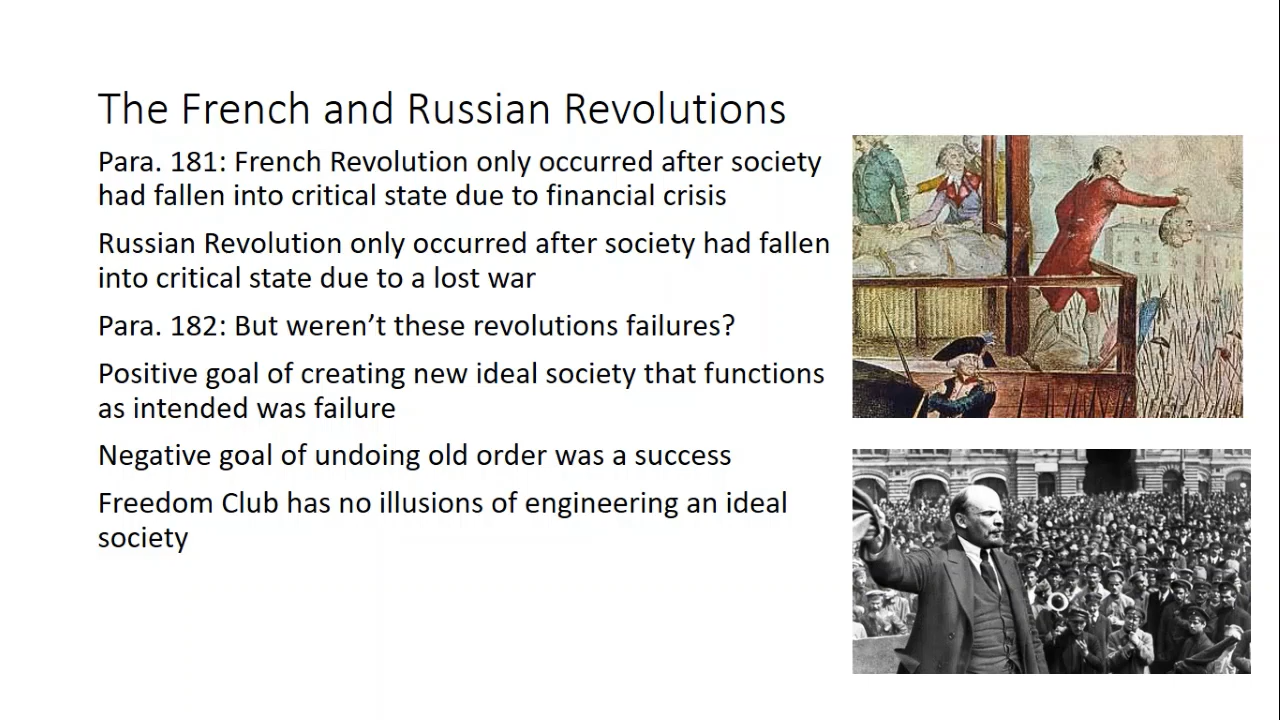 The French and Russian Revolutions
Para. 181: French Revolution only occurred after society
had fallen into critical state due to financial crisis
Russian Revolution only occurred after society had fallen
into critical state due to a lost war
Para. 182: But weren’t these revolutions failures?
Positive goal of creating new ideal society that functions
as intended was failure
Negative goal of undoing old order was a success
Freedom Club has no illusions of engineering an ideal
society